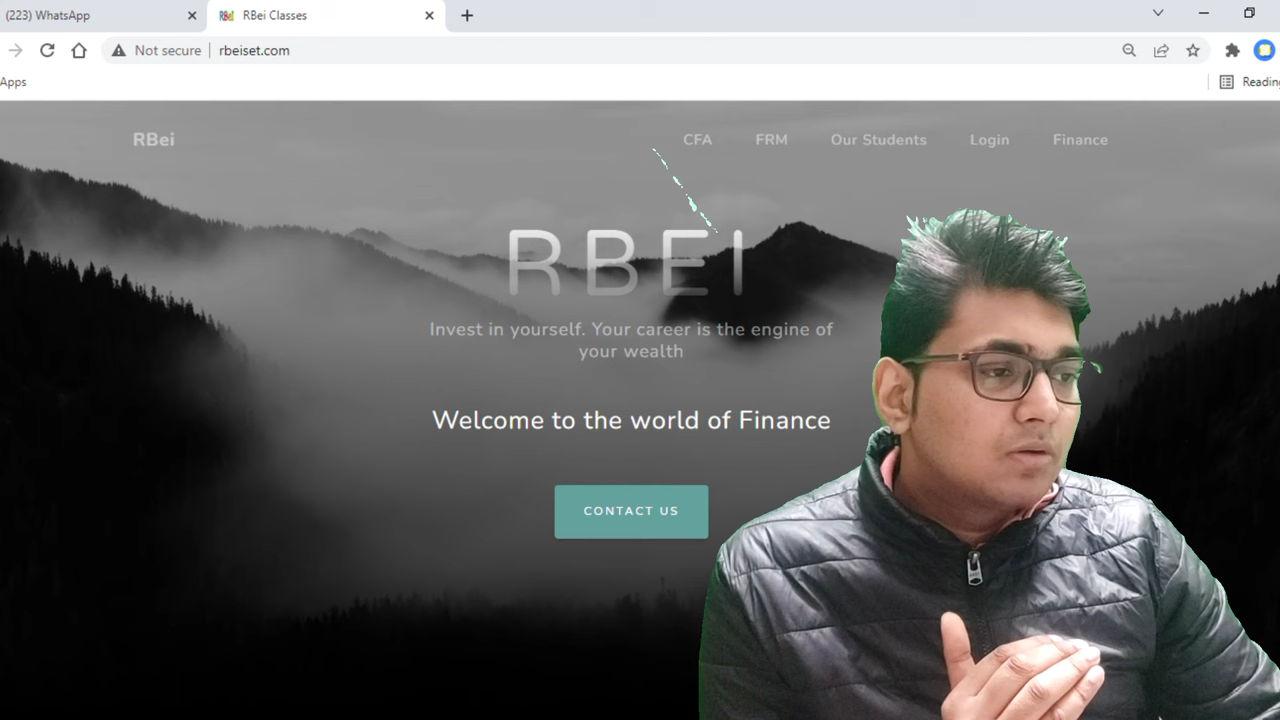 (223) WhatsApp
RBei Classes
Not secure
rbeiset.com
Apps
Reading
RBei
CFA
FRM
Our Students
Login
Finance
RBEI
Invest in yourself. Your career is the engine of
your wealth
Welcome to the world of Finance
CONTACT US